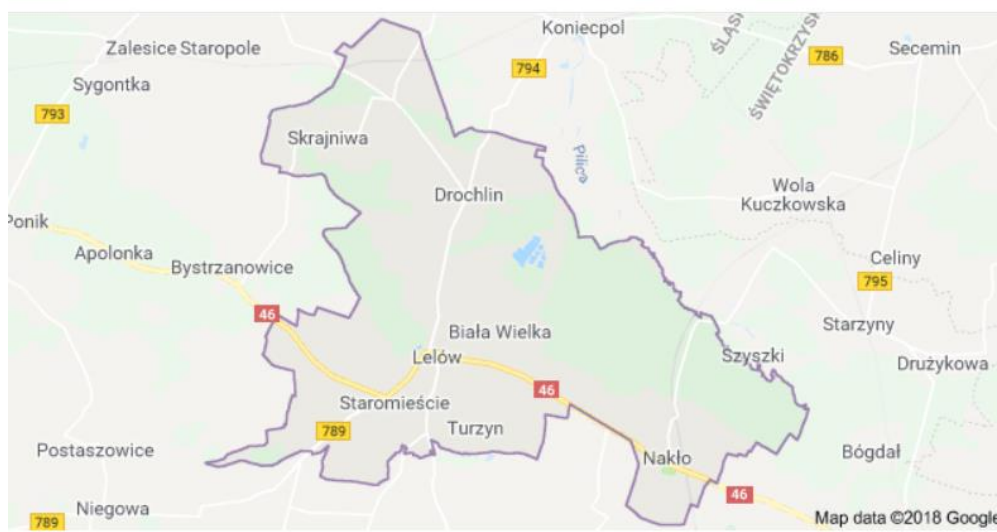 Zalesice Staropole
Koniecpol
ŚLĄSK
786
Secemin
794
ŚWIĘTOKRZYSK
Sygontka
793
Skrajniwa
Pilica
Drochlin
Wola
Kuczkowska
Ponik
Apolonka
Bystrzanowice
Celiny
795
46
Biała Wielka
Starzyny
Lelów
Szyszki
Drużykowa
46
Staromieście
789
Turzyn
Postaszowice
Nakło
Bógdał
46
Niegowa
789
Map data ©2018 Google